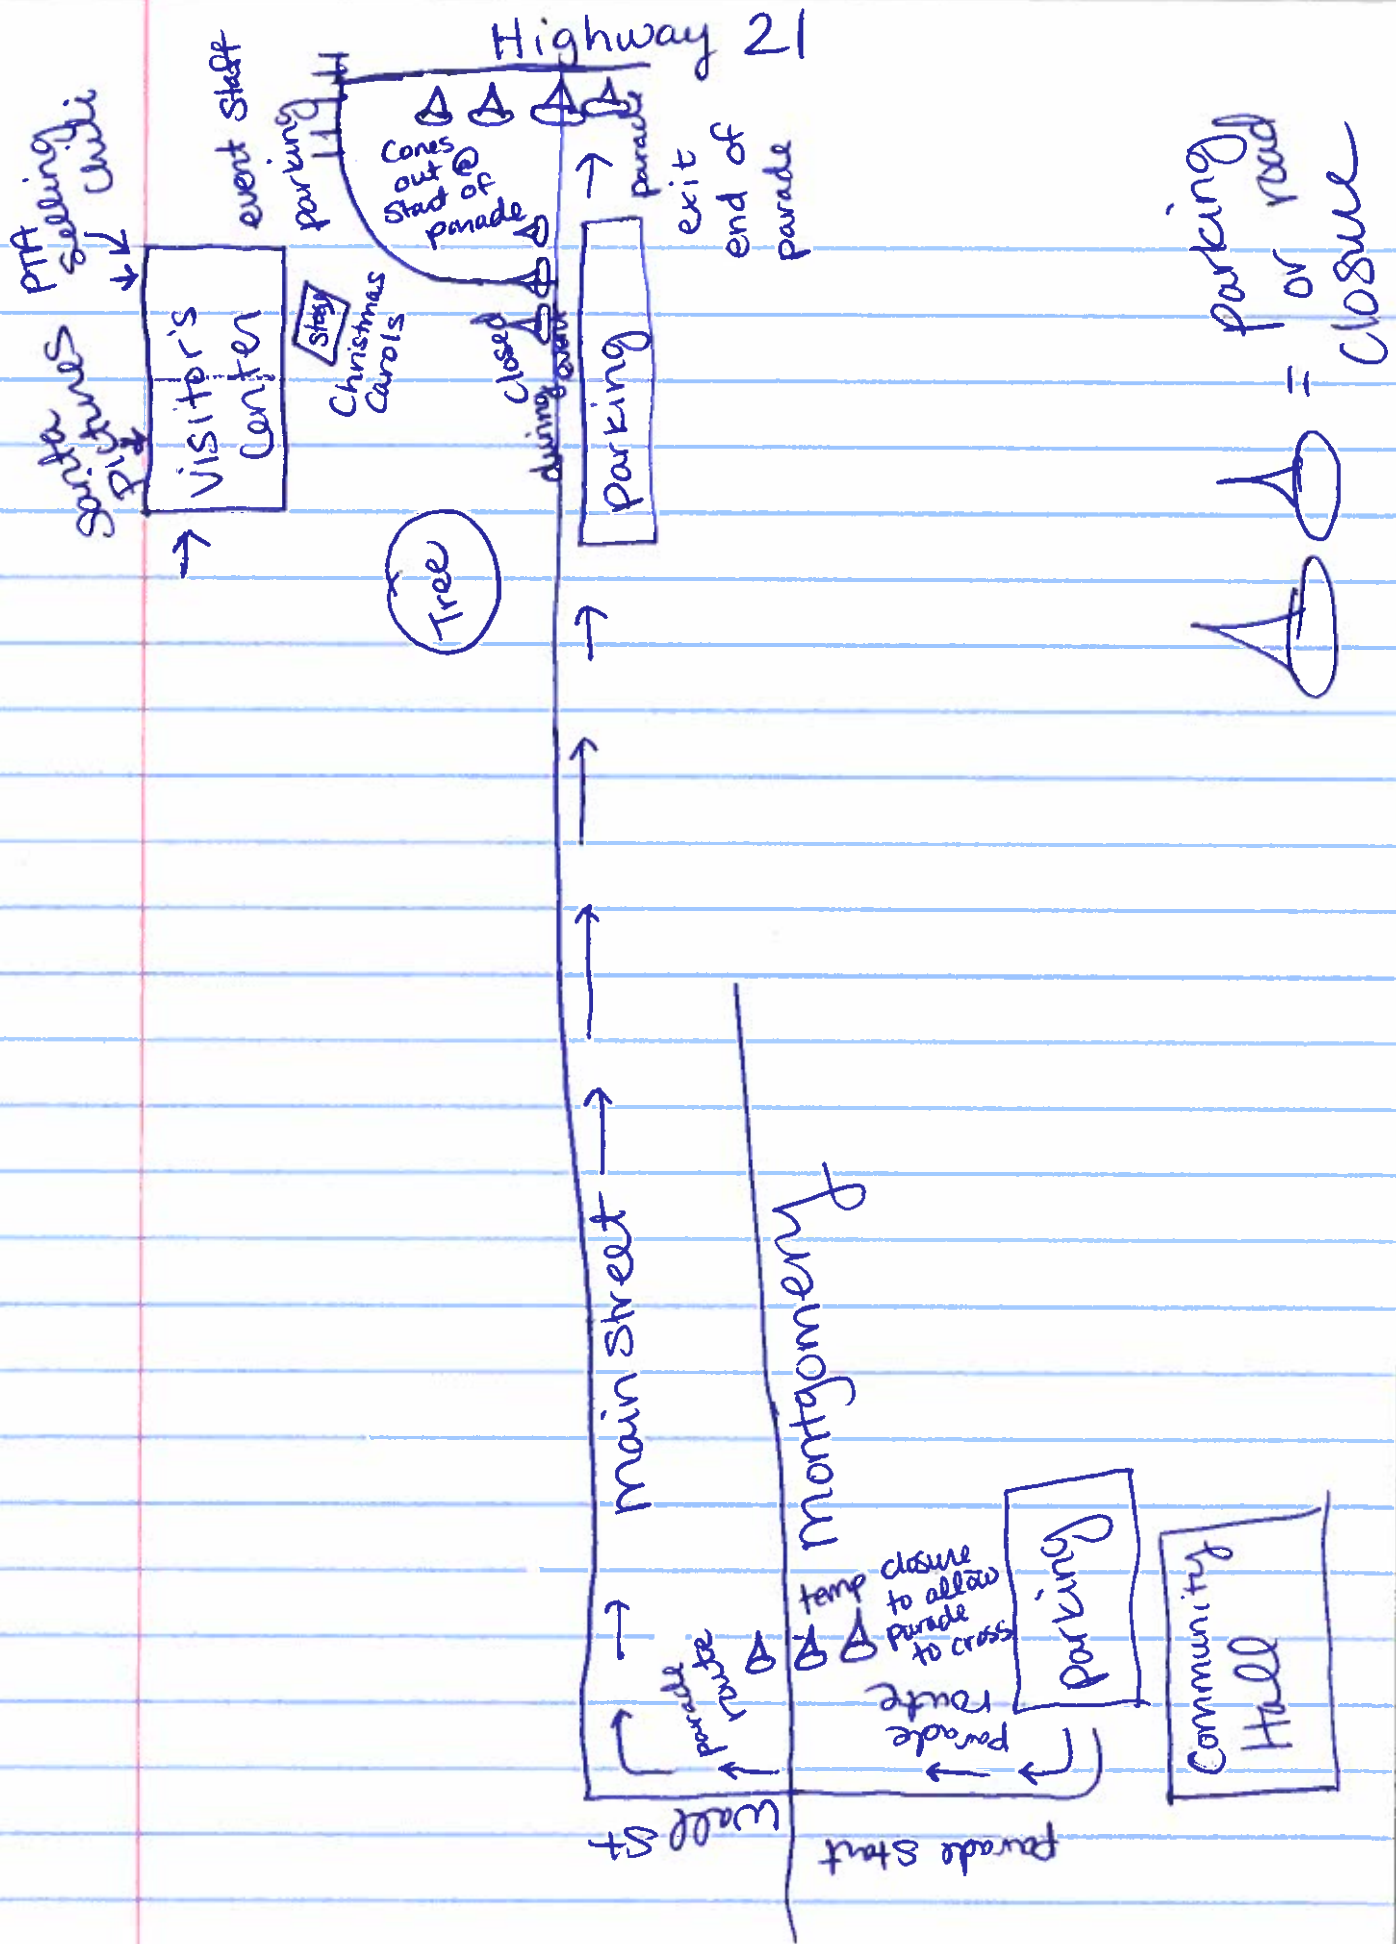 Highway 21
event staff
parking
PTA
selling
chili
Santa
Pictures
Visitor's
Center
Stage
Christmas
Carols
Cones
out @
start of
parade
closed
during event
Parking
parade
exit
end of
parade
Parking
or road
closure
=
Tree
Main Street
Montgomery
temp closure
to allow
parade
to cross
parade
route
parade
route
Parking
Community
Hall
Wall St
parade start